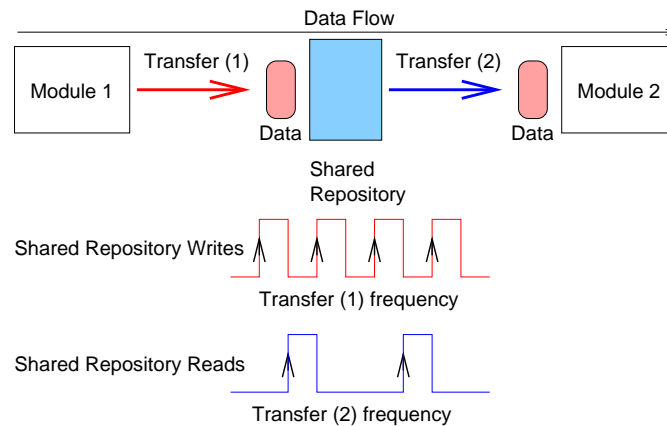 Data Flow
Module 1
Transfer (1)
Data
Transfer (2)
Data
Module 2
Shared
Repository
Shared Repository Writes
Transfer (1) frequency
Shared Repository Reads
Transfer (2) frequency